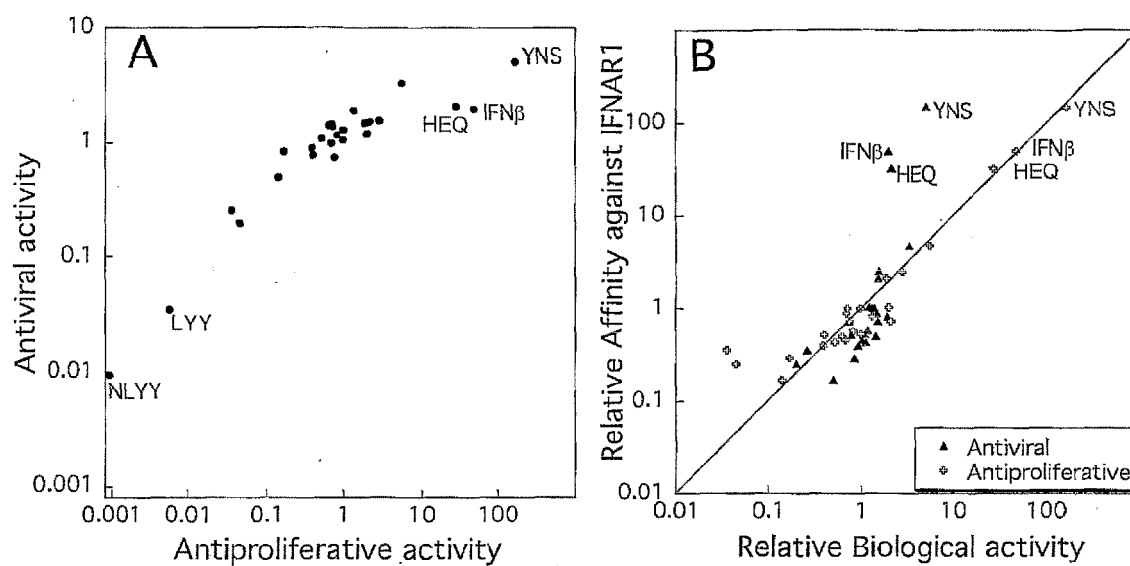 A
Antiviral activity
10
1
0.1
0.01
0.001
YNS
HEQ
IFNβ
LYY
NLYY
0.001 0.01 0.1 1 10 100
Antiproliferative activity
B
Relative Affinity against IFNAR1
100
10
1
0.1
0.01
YNS
YNS
IFNβ
HEQ
IFNβ
HEQ
Antiviral
Antiproliferative
0.01 0.1 1 10 100
Relative Biological activity